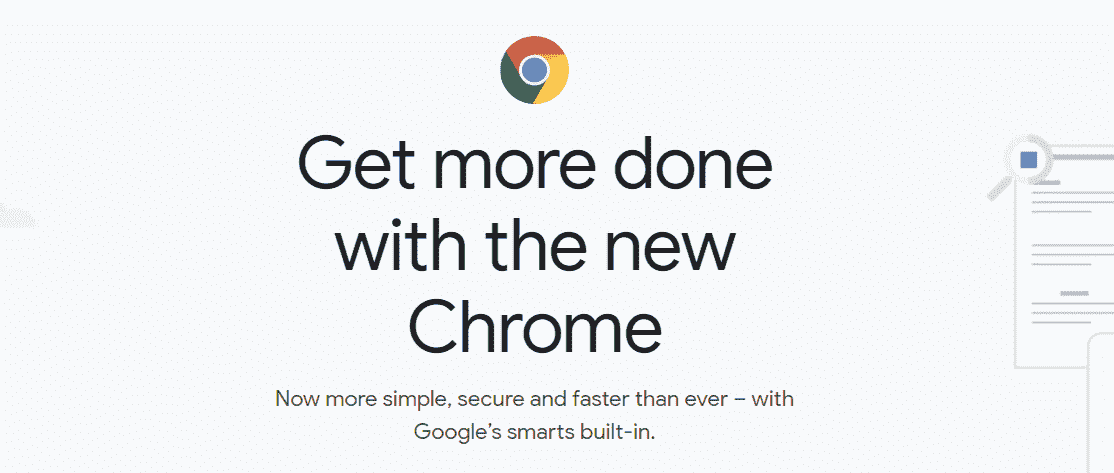 Get more done
with the new
Chrome
Now more simple, secure and faster than ever – with
Google’s smarts built-in.